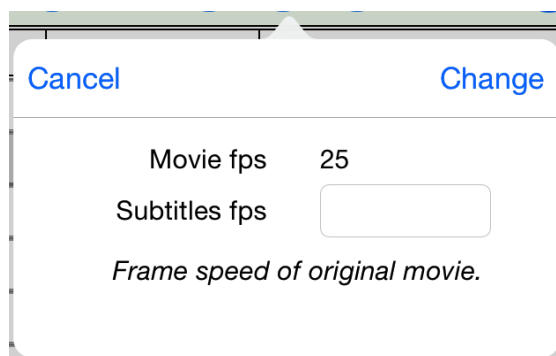 Cancel Change
Movie fps 25
Subtitles fps
Frame speed of original movie.